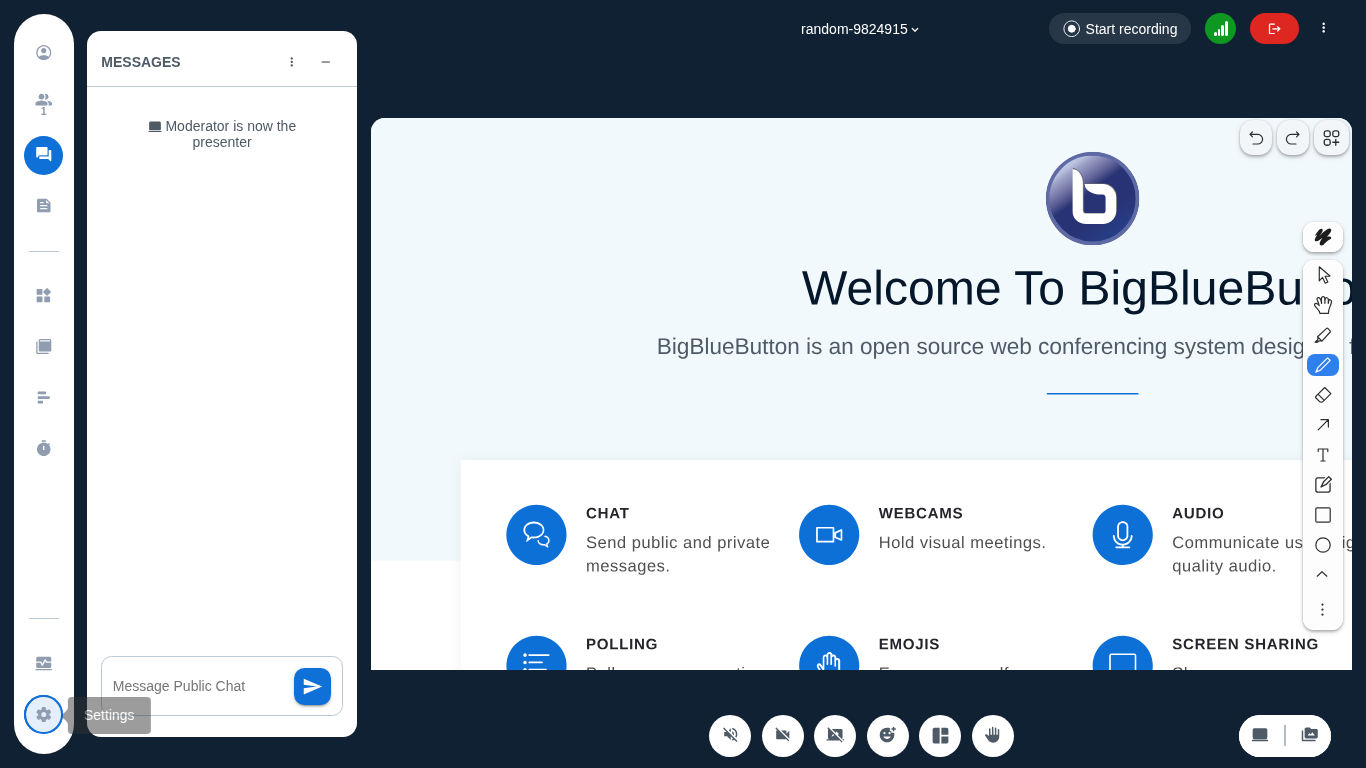 random-9824915
Start recording
1
MESSAGES
Moderator is now the
presenter
Welcome To BigBlueBu
BigBlueButton is an open source web conferencing system desig
CHAT
Send public and private
messages.
WEBCAMS
Hold visual meetings.
AUDIO
Communicate us
quality audio.
POLLING
EMOJIS
SCREEN SHARING
Message Public Chat
Settings